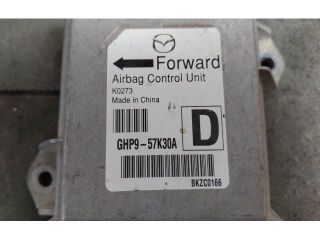 Forward
Airbag Control Unit
K0273
Made in China
D
GHP9-57K30A
BKZC0166